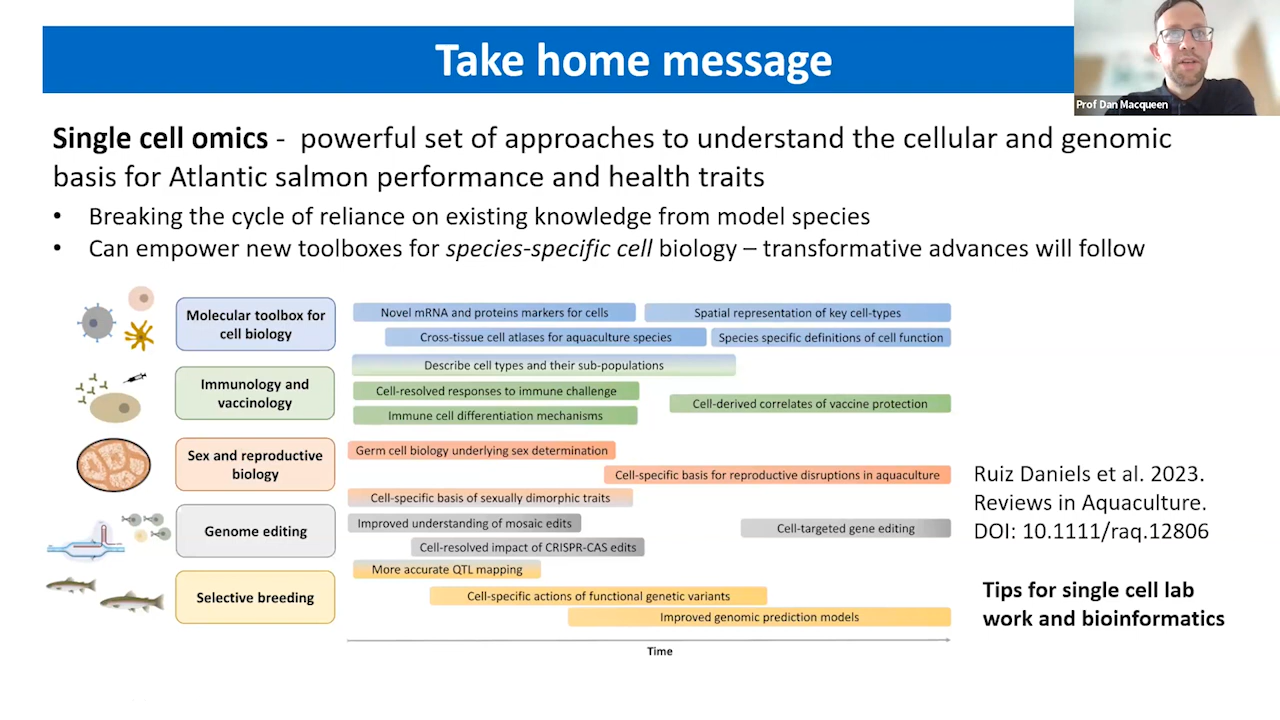 Take home message
Prof Dan Macqueen
Single cell omics - powerful set of approaches to understand the cellular and genomic
basis for Atlantic salmon performance and health traits
• Breaking the cycle of reliance on existing knowledge from model species
• Can empower new toolboxes for species-specific cell biology – transformative advances will follow
Molecular toolbox for
cell biology
Novel mRNA and proteins markers for cells
Spatial representation of key cell-types
Cross-tissue cell atlases for aquaculture species
Species specific definitions of cell function
Describe cell types and their sub-populations
Immunology and
vaccinology
Cell-resolved responses to immune challenge
Cell-derived correlates of vaccine protection
Immune cell differentiation mechanisms
Sex and reproductive
biology
Germ cell biology underlying sex determination
Cell-specific basis for reproductive disruptions in aquaculture
Cell-specific basis of sexually dimorphic traits
Genome editing
Improved understanding of mosaic edits
Cell-targeted gene editing
Cell-resolved impact of CRISPR-CAS edits
More accurate QTL mapping
Selective breeding
Cell-specific actions of functional genetic variants
Improved genomic prediction models
Time
Ruiz Daniels et al. 2023.
Reviews in Aquaculture.
DOI: 10.1111/raq.12806
Tips for single cell lab
work and bioinformatics